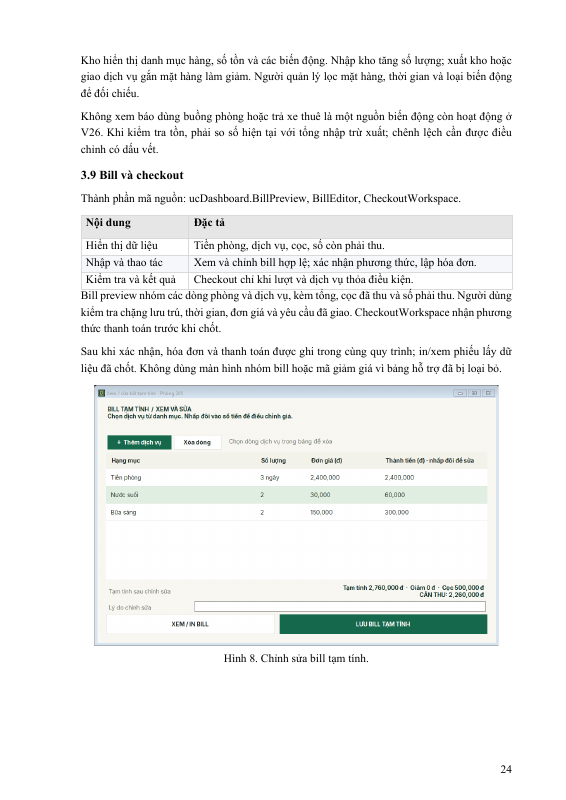 Kho hiển thị danh mục hàng, số tồn và các biến động. Nhập kho tăng số lượng; xuất kho hoặc
giao dịch vụ gắn mặt hàng làm giảm. Người quản lý lọc mặt hàng, thời gian và loại biến động
để đối chiếu.
Không xem báo dùng buồng phòng hoặc trả xe thuê là một nguồn biến động còn hoạt động ở
V26. Khi kiểm tra tồn, phải so số hiện tại với tổng nhập trừ xuất; chênh lệch cần được điều
chỉnh có dấu vết.
3.9 Bill và checkout
Thành phần mã nguồn: ucDashboard.BillPreview, BillEditor, CheckoutWorkspace.
Nội dung Đặc tả
Hiển thị dữ liệu Tiền phòng, dịch vụ, cọc, số còn phải thu.
Nhập và thao tác Xem và chỉnh bill hợp lệ; xác nhận phương thức, lập hóa đơn.
Kiểm tra và kết quả Checkout chỉ khi lượt và dịch vụ thỏa điều kiện.
Bill preview nhóm các dòng phòng và dịch vụ, kèm tổng, cọc đã thu và số phải thu. Người dùng
kiểm tra chặng lưu trú, thời gian, đơn giá và yêu cầu đã giao. CheckoutWorkspace nhận phương
thức thanh toán trước khi chốt.
Sau khi xác nhận, hóa đơn và thanh toán được ghi trong cùng quy trình; in/xem phiếu lấy dữ
liệu đã chốt. Không dùng màn hình nhóm bill hoặc mã giảm giá vì bảng hỗ trợ đã bị loại bỏ.
Xem / sửa bill tạm tính - Phòng 301
BILL TẠM TÍNH / XEM VÀ SỬA
Chọn dịch vụ từ danh mục. Nhấp đôi vào số tiền để điều chỉnh giá.
+ Thêm dịch vụ Xóa dòng Chọn dòng dịch vụ trong bảng để xóa
Hạng mục Số lượng Đơn giá (đ) Thành tiền (đ) - nhấp đôi để sửa
Tiền phòng 3 ngày 2,400,000 2,400,000
Nước suối 2 30,000 60,000
Bữa sáng 2 150,000 300,000
Tạm tính sau chỉnh sửa Tạm tính 2,760,000 đ · Giảm 0 đ · Cọc 500,000 đ
CẦN THU: 2,260,000 đ
Lý do chỉnh sửa
XEM / IN BILL LƯU BILL TẠM TÍNH
Hình 8. Chỉnh sửa bill tạm tính.
24